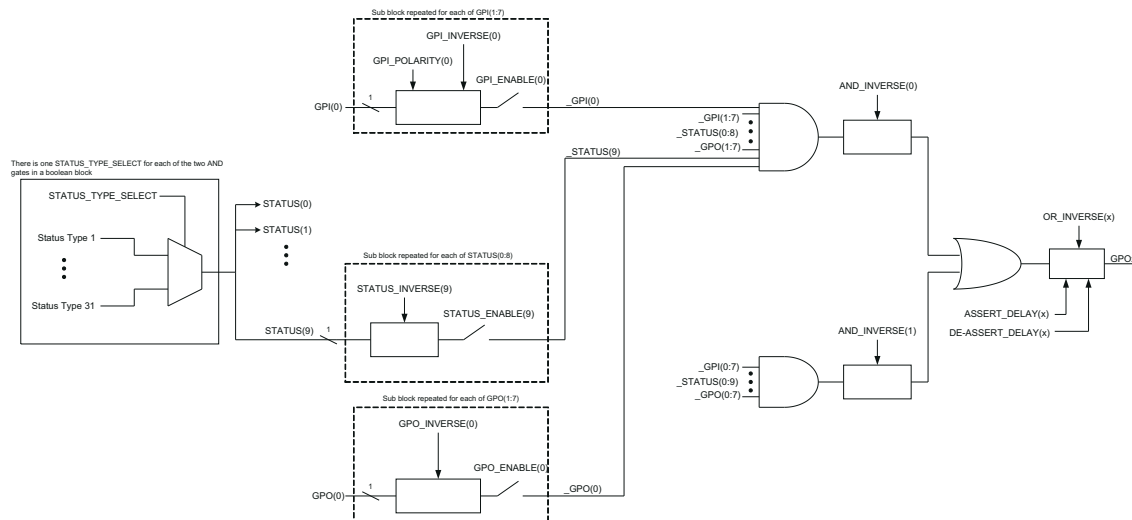 Sub block repeated for each of GPI(1:7)
GPI_INVERSE(0)
GPI_POLARITY(0)
GPI_ENABLE(0)
1
GPI(0)
_GPI(0)
AND_INVERSE(0)
_GPI(1:7)
_STATUS(0:8)
_GPO(1:7)
_STATUS(9)
There is one STATUS_TYPE_SELECT for each of the two AND
gates in a boolean block
STATUS_TYPE_SELECT
STATUS(0)
STATUS(1)
Status Type 1
Status Type 31
OR_INVERSE(x)
GPO
ASSERT_DELAY(x)
DE-ASSERT_DELAY(x)
Sub block repeated for each of STATUS(0:8)
STATUS_INVERSE(9)
STATUS_ENABLE(9)
STATUS(9)
1
AND_INVERSE(1)
_GPI(0:7)
_STATUS(0:9)
_GPO(0:7)
Sub block repeated for each of GPO(1:7)
GPO_INVERSE(0)
GPO_ENABLE(0)
1
GPO(0)
_GPO(0)